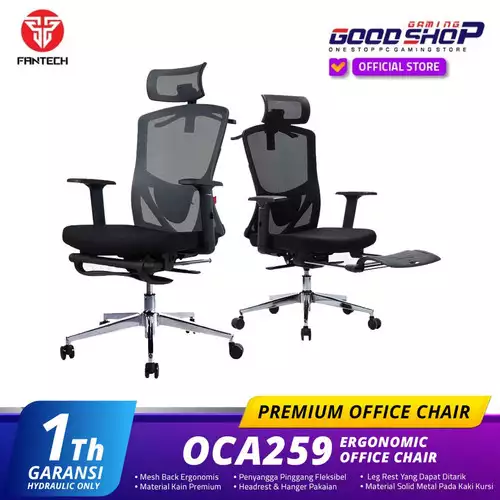 FANTECH
GAMING
GOODSHOP
ONE STOP PC GAMING STORE
OFFICIAL STORE
1Th
GARANSI
HYDRAULIC ONLY
PREMIUM OFFICE CHAIR
OCA259 ERGONOMIC OFFICE CHAIR
• Mesh Back Ergonomis
• Material Kain Premium
• Penyangga Pinggang Fleksibel
• Headrest & Hanger Pakaian
• Leg Rest Yang Dapat Ditarik
• Material Solid Metal Pada Kaki Kursi